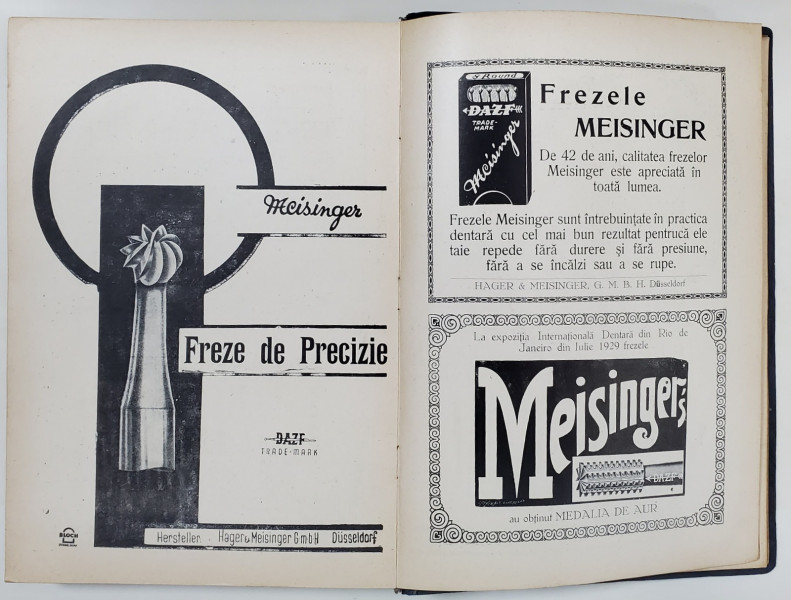 Meisinger
Freze de Precizie
DAZF
TRADE-MARK
BLOCH
Hersteller Hager & Meisinger GmbH Düsseldorf
S Round
DAZF
TRADE-
MARK
Meisinger
Frezele
MEISINGER
De 42 de ani, calitatea frezelor
Meisinger este apreciată în
toată lumea.
Frezele Meisinger sunt întrebuințate în practica
dentară cu cel mai bun rezultat pentrucă ele
taie repede fără durere și fără presiune,
fără a se încălzi sau a se rupe.
HAGER & MEISINGER, G. M. B. H. Düsseldorf
La expoziția Internațională Dentară din Rio de
Janeiro din Iulie 1929 frezele
Meisinger's
DAZF
au obținut MEDALIA DE AUR